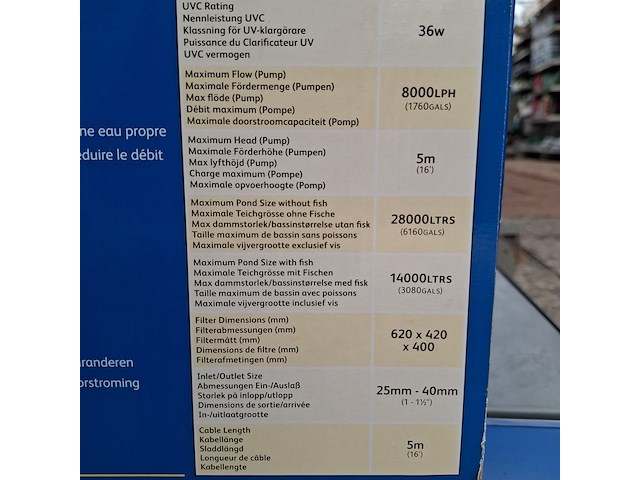 UVC Rating
Nennleistung UVC
Klassning för UV-klargörare
Puissance du Clarificateur UV
UVC vermogen
36w
Maximum Flow (Pump)
Maximale Fördermenge (Pumpen)
Max flöde (Pump)
Débit maximum (Pompe)
Maximale doorstroomcapaciteit (Pomp)
8000LPH
(1760GALS)
ne eau propre
éduire le débit
Maximum Head (Pump)
Maximale Förderhöhe (Pumpen)
Max lyfthöjd (Pump)
Charge maximum (Pompe)
Maximale opvoerhoogte (Pomp)
5m
(16')
Maximum Pond Size without fish
Maximale Teichgrösse ohne Fische
Max dammstorlek/bassinstørrelse utan fisk
Taille maximum de bassin sans poissons
Maximale vijvergrootte exclusief vis
28000LTRS
(6160GALS)
Maximum Pond Size with fish
Maximale Teichgrösse mit Fischen
Max dammstorlek/bassinstørrelse med fisk
Taille maximum de bassin avec poissons
Maximale vijvergrootte inclusief vis
14000LTRS
(3080GALS)
Filter Dimensions (mm)
Filterabmessungen (mm)
Filtermått (mm)
Dimensions de filtre (mm)
Filterafmetingen (mm)
620 x 420
x 400
randeren
orstroming
Inlet/Outlet Size
Abmessungen Ein-/Auslaß
Storlek på inlopp/utlopp
Dimensions de sortie/arrivée
In-/uitlaatgrootte
25mm - 40mm
(1 - 1½")
Cable Length
Kabellänge
Sladdlängd
Longueur de câble
Kabellengte
5m
(16')